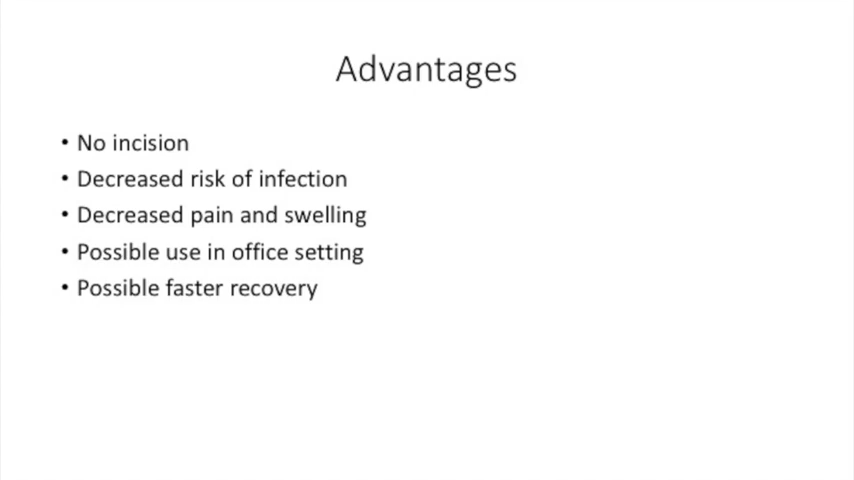 Advantages
• No incision
• Decreased risk of infection
• Decreased pain and swelling
• Possible use in office setting
• Possible faster recovery